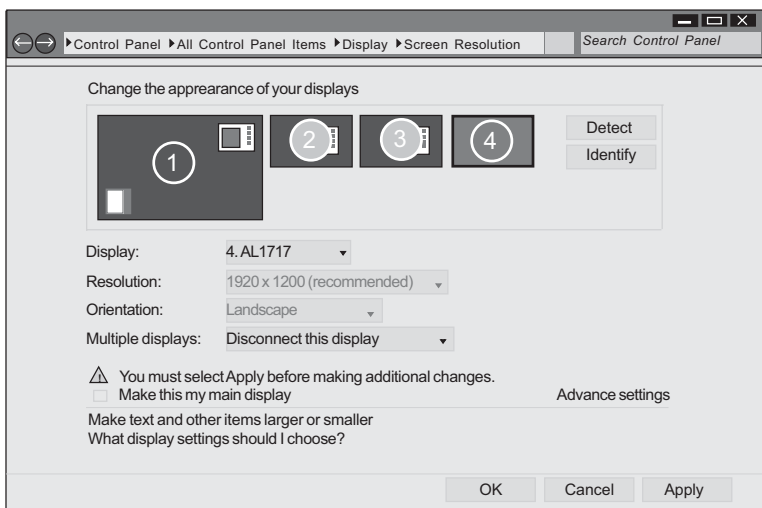 Control Panel All Control Panel Items Display Screen Resolution Search Control Panel
Change the apprearance of your displays
1 2 3 4
Detect
Identify
Display: 4. AL1717
Resolution: 1920 x 1200 (recommended)
Orientation: Landscape
Multiple displays: Disconnect this display
You must select Apply before making additional changes.
Make this my main display Advance settings
Make text and other items larger or smaller
What display settings should I choose?
OK Cancel Apply